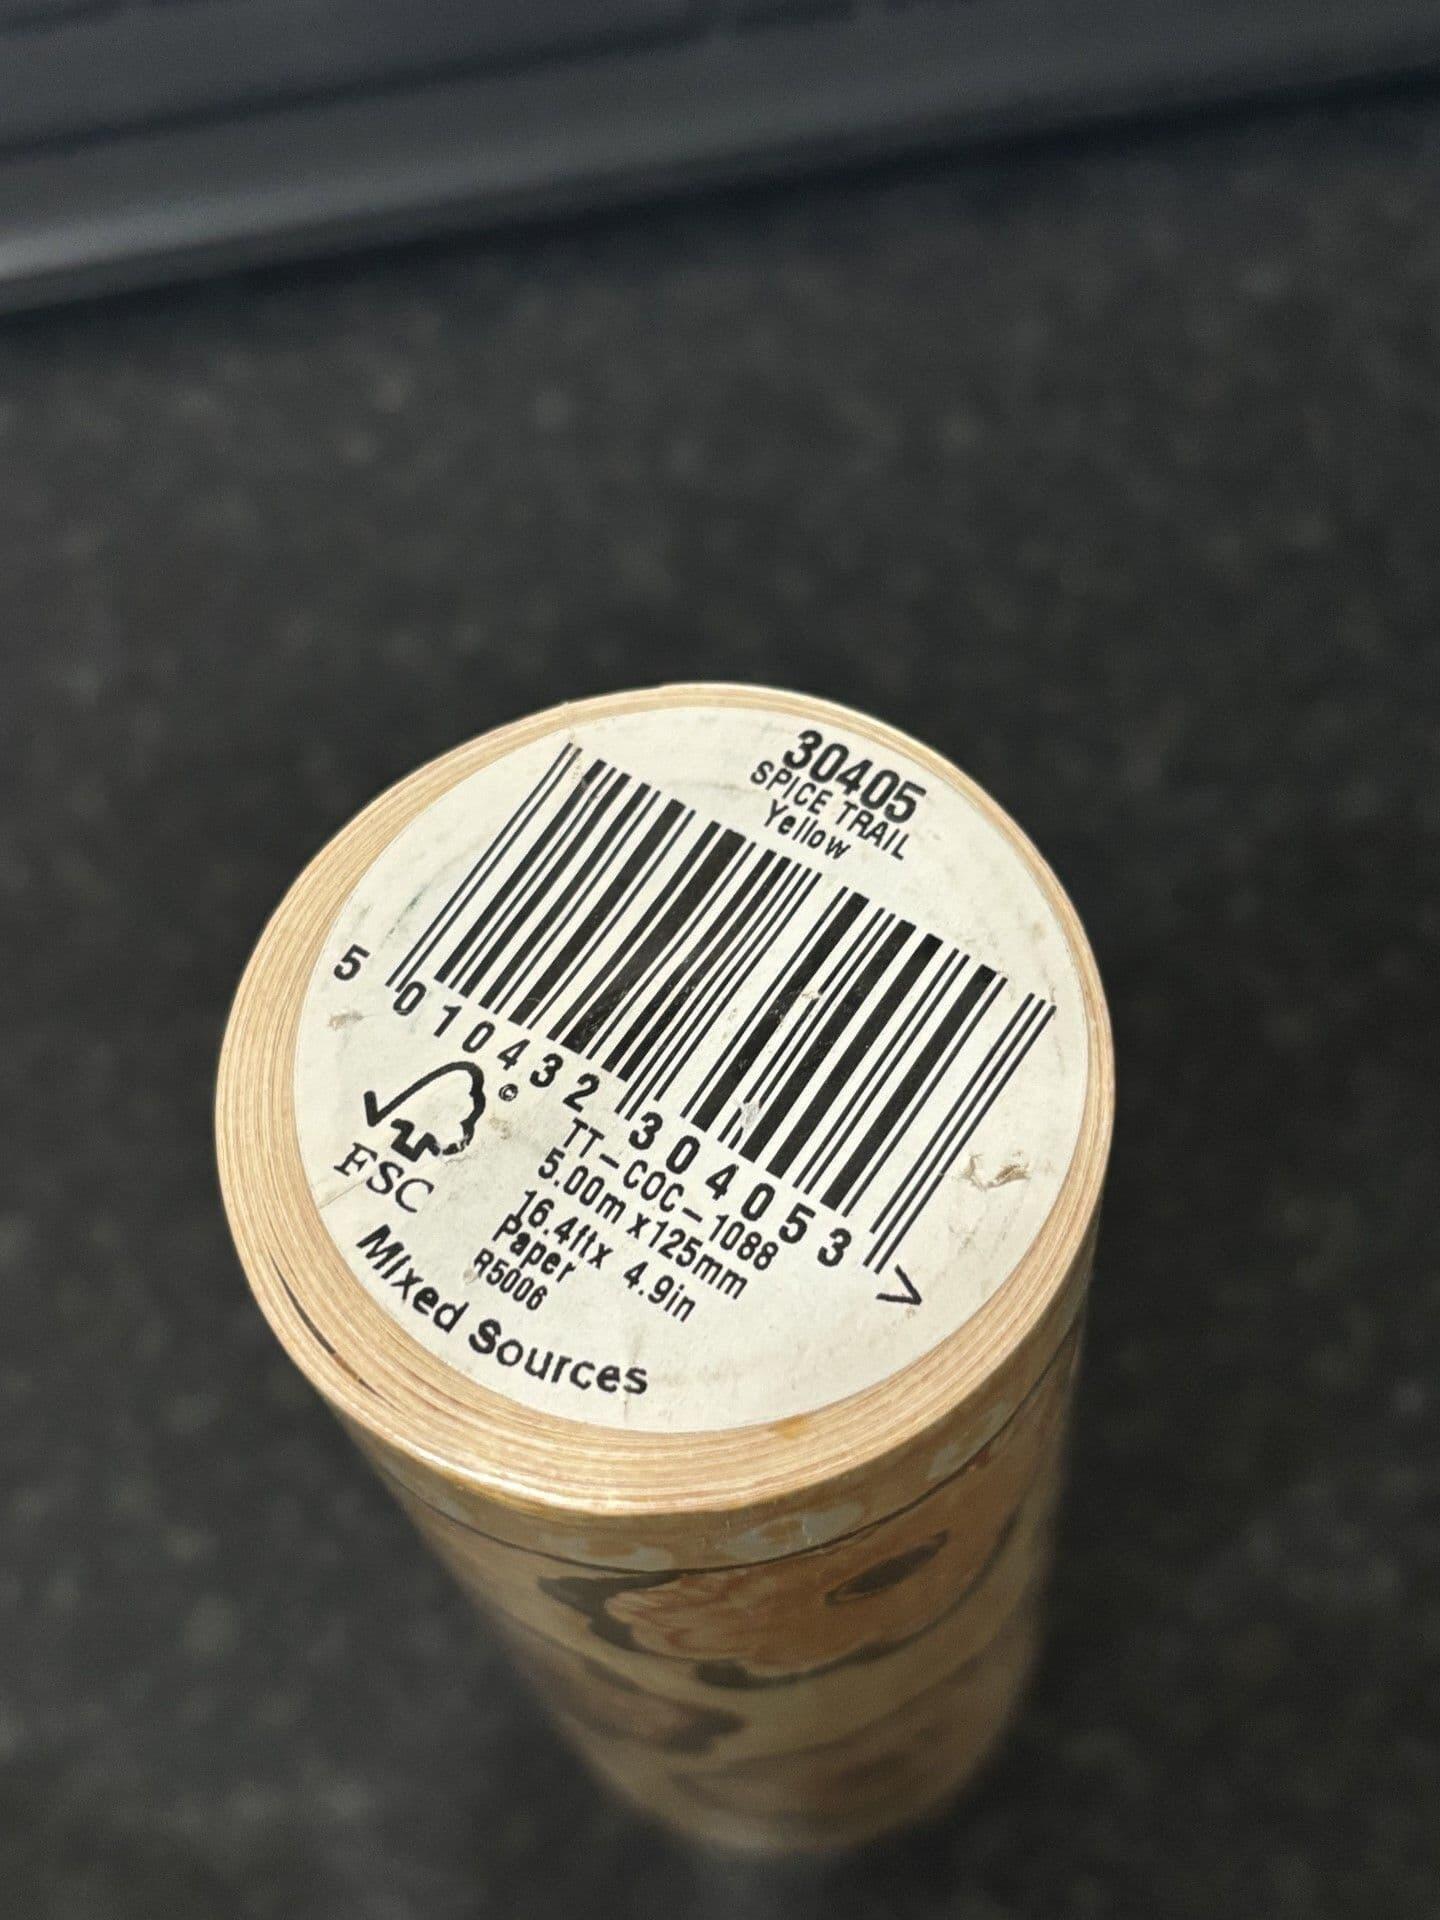 30405
SPICE TRAIL
Yellow
5 010432 304053 >
©
FSC
TT-COC-1088
5.00m x125mm
16.4ftx 4.9in
Paper
R5006
Mixed Sources